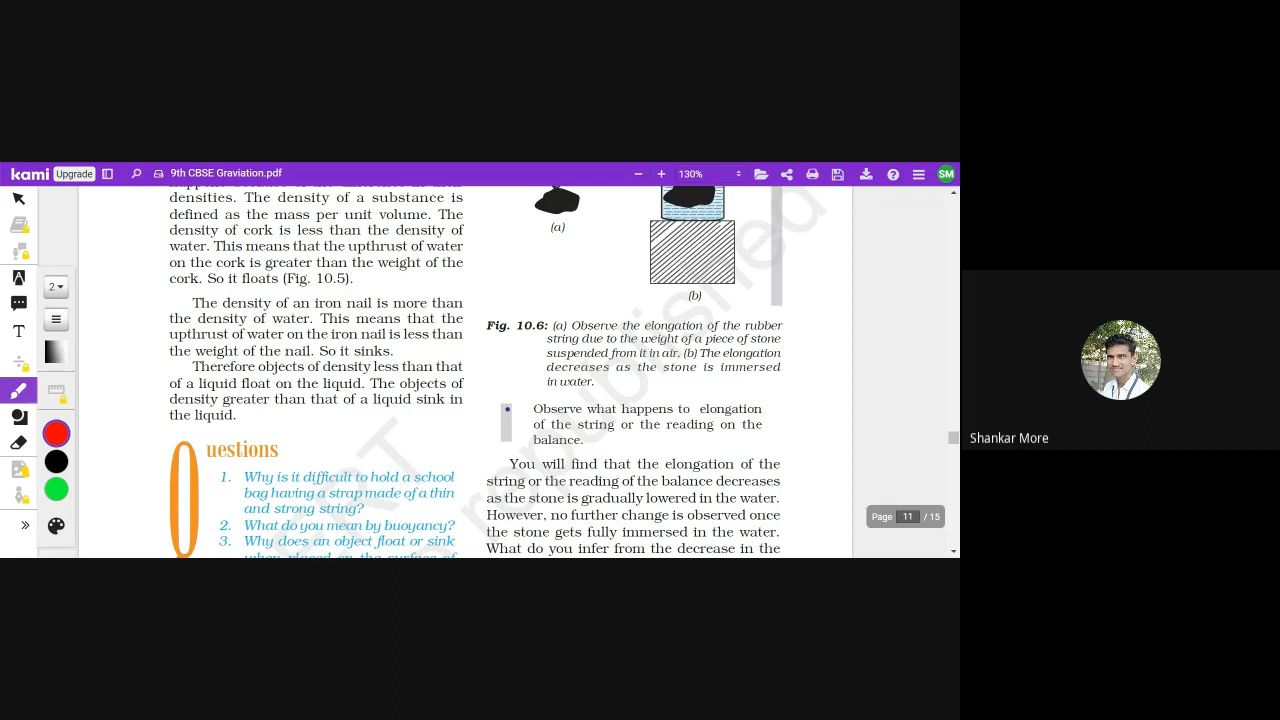 kami Upgrade 9th CBSE Graviation.pdf 130% SM
densities. The density of a substance is
defined as the mass per unit volume. The
density of cork is less than the density of
water. This means that the upthrust of water
on the cork is greater than the weight of the
cork. So it floats (Fig. 10.5).
The density of an iron nail is more than
the density of water. This means that the
upthrust of water on the iron nail is less than
the weight of the nail. So it sinks.
Therefore objects of density less than that
of a liquid float on the liquid. The objects of
density greater than that of a liquid sink in
the liquid.
Questions
1. Why is it difficult to hold a school
bag having a strap made of a thin
and strong string?
2. What do you mean by buoyancy?
3. Why does an object float or sink
when placed on the surface of
(a)
(b)
Fig. 10.6: (a) Observe the elongation of the rubber
string due to the weight of a piece of stone
suspended from it in air. (b) The elongation
decreases as the stone is immersed
in water.
• Observe what happens to elongation
of the string or the reading on the
balance.
You will find that the elongation of the
string or the reading of the balance decreases
as the stone is gradually lowered in the water.
However, no further change is observed once
the stone gets fully immersed in the water.
What do you infer from the decrease in the
republished
2
T
Page 11 / 15
Shankar More